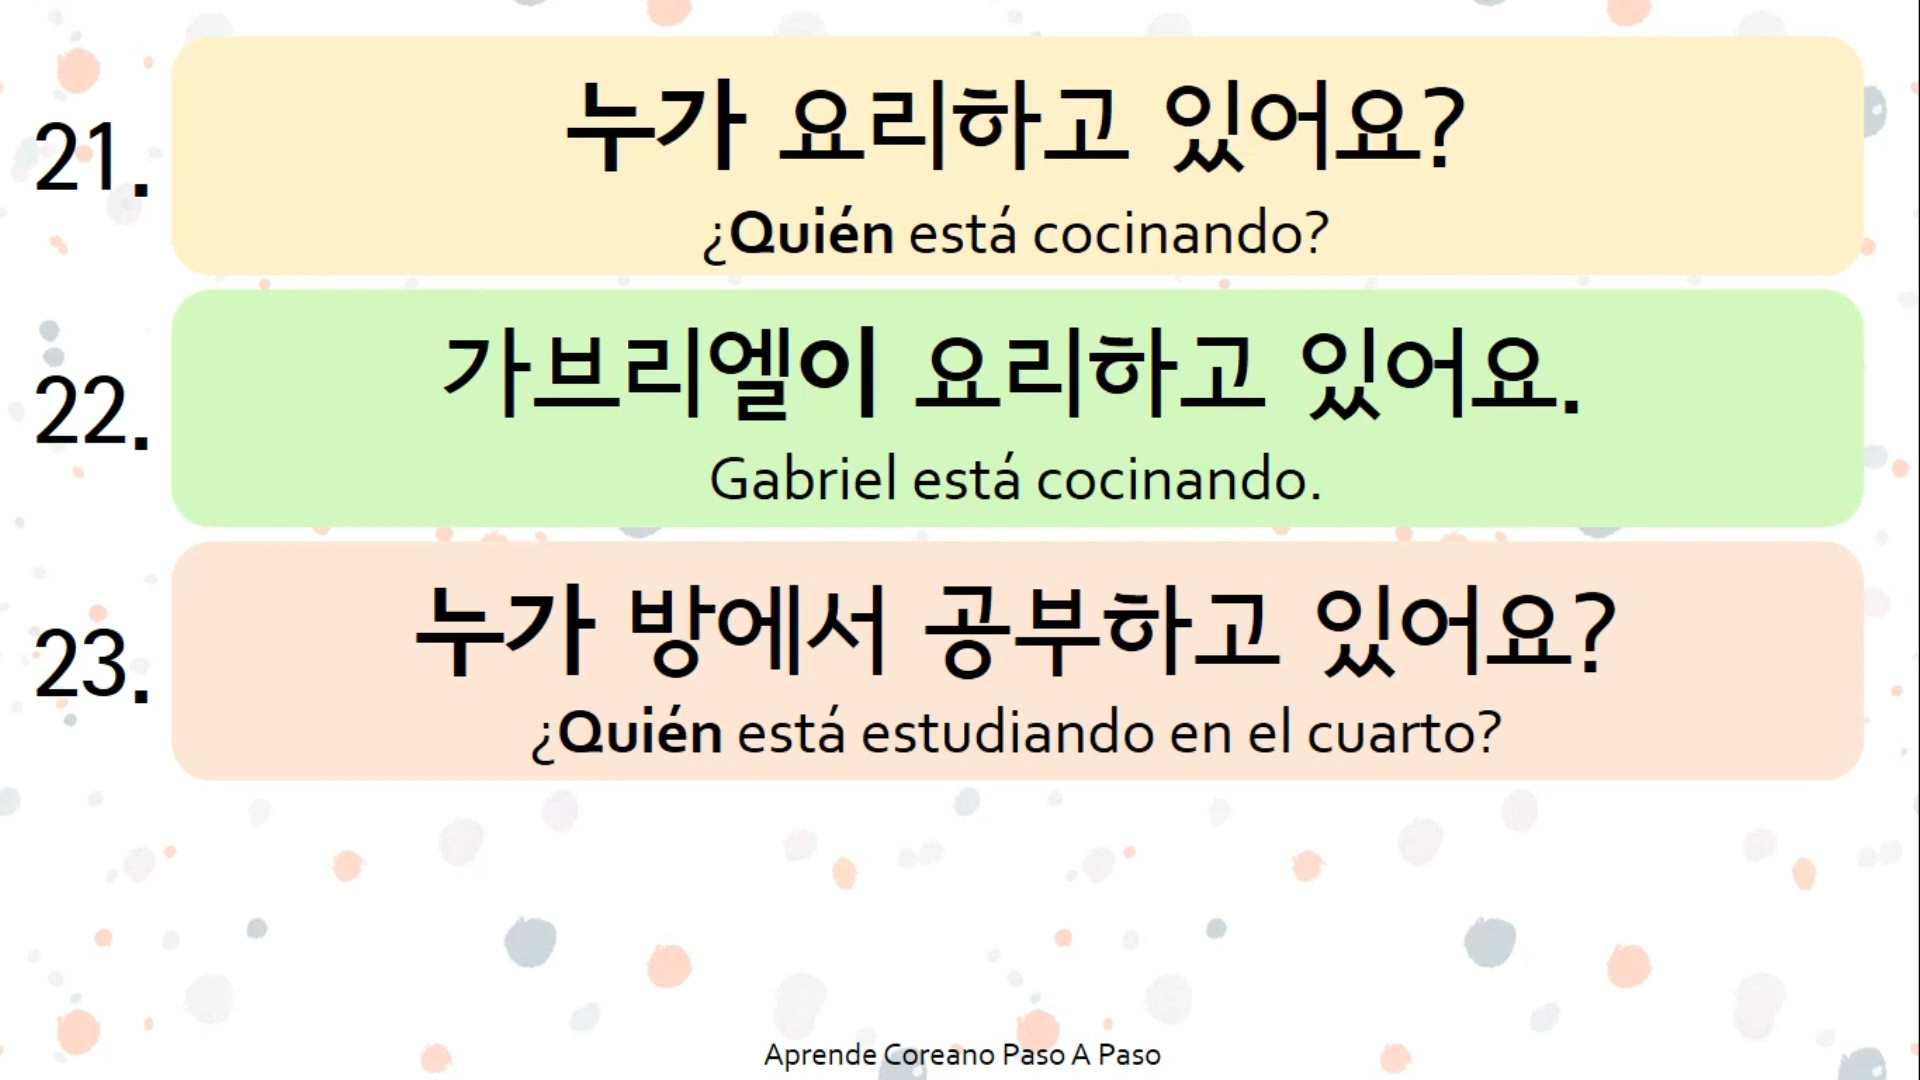 21.
누가 요리하고 있어요?
¿Quién está cocinando?
22.
가브리엘이 요리하고 있어요.
Gabriel está cocinando.
23.
누가 방에서 공부하고 있어요?
¿Quién está estudiando en el cuarto?
Aprende Coreano Paso A Paso